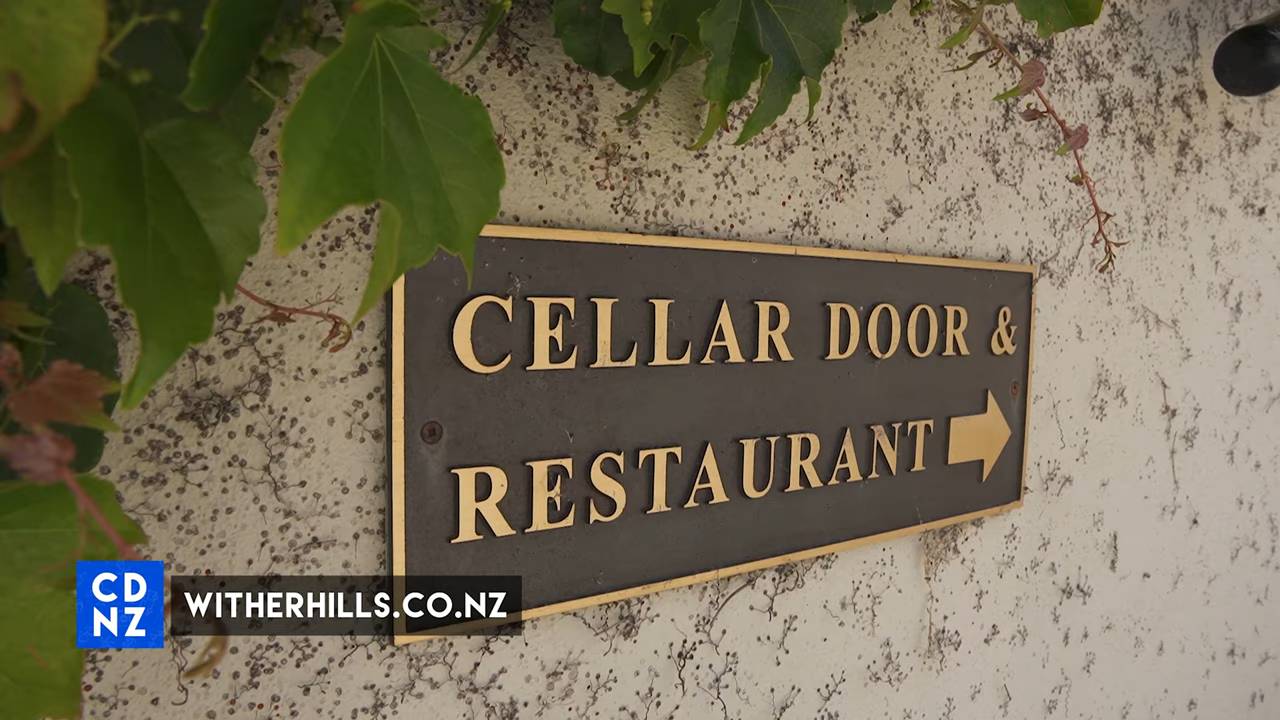 CELLAR DOOR &
RESTAURANT
CD
NZ
WITHERHILLS.CO.NZ